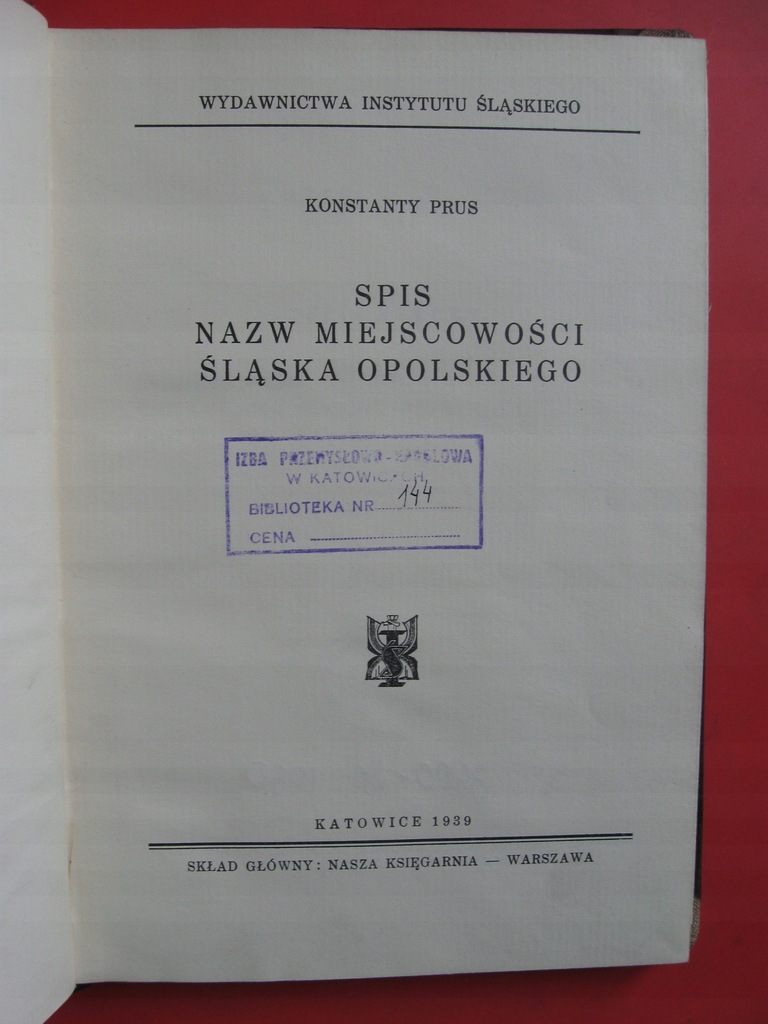 WYDAWNICTWA INSTYTUTU ŚLĄSKIEGO
KONSTANTY PRUS
SPIS
NAZW MIEJSCOWOŚCI
ŚLĄSKA OPOLSKIEGO
IZBA PRZEMYSŁOWO-HANDLOWA
W KATOWICACH
BIBLIOTEKA NR 144
CENA
KATOWICE 1939
SKŁAD GŁÓWNY: NASZA KSIĘGARNIA — WARSZAWA